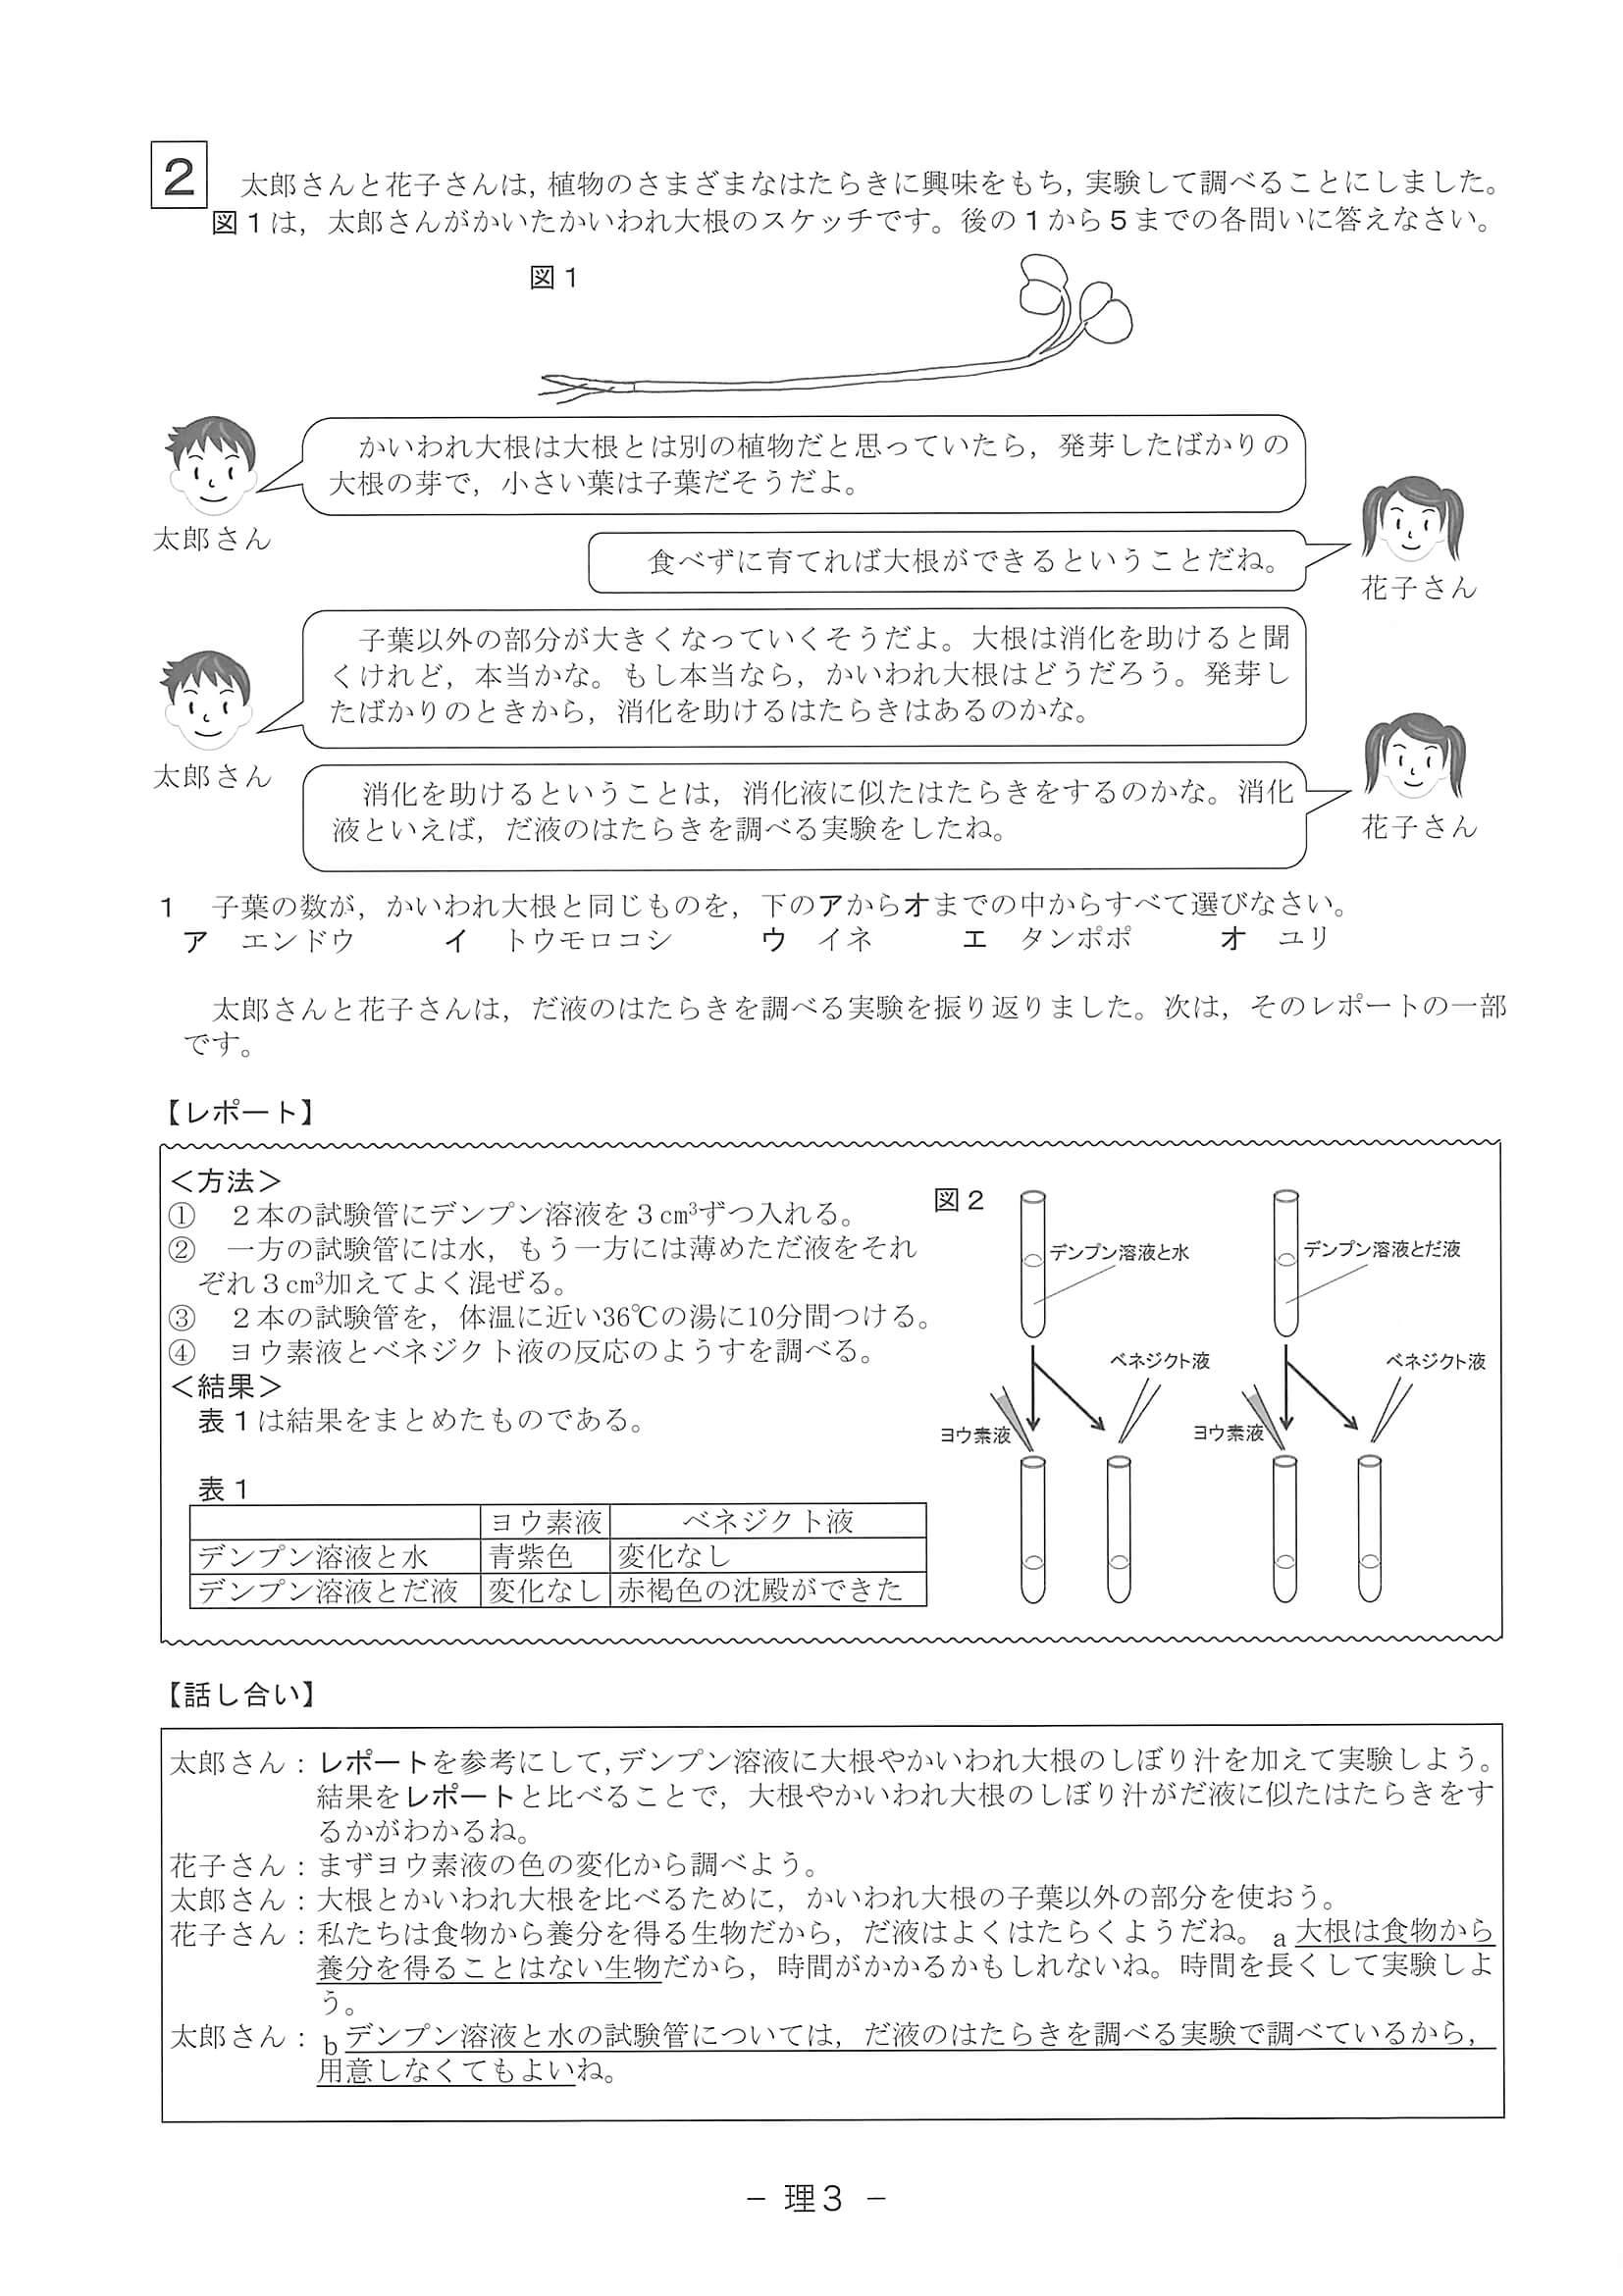 2 太郎さんと花子さんは，植物のさまざまなはたらきに興味をもち，実験して調べることにしました。
図１は，太郎さんがかいたかいわれ大根のスケッチです。後の１から５までの各問いに答えなさい。
図１
かいわれ大根は大根とは別の植物だと思っていたら，発芽したばかりの
大根の芽で，小さい葉は子葉だそうだよ。
太郎さん
食べずに育てれば大根ができるということだね。
花子さん
子葉以外の部分が大きくなっていくそうだよ。大根は消化を助けると聞
くけれど，本当かな。もし本当なら，かいわれ大根はどうだろう。発芽し
たばかりのときから，消化を助けるはたらきはあるのかな。
太郎さん
消化を助けるということは，消化液に似たはたらきをするのかな。消化
液といえば，だ液のはたらきを調べる実験をしたね。
花子さん
１ 子葉の数が，かいわれ大根と同じものを，下のアからオまでの中からすべて選びなさい。
ア エンドウ イ トウモロコシ ウ イネ エ タンポポ オ ユリ
太郎さんと花子さんは，だ液のはたらきを調べる実験を振り返りました。次は，そのレポートの一部
です。
【レポート】
＜方法＞
① ２本の試験管にデンプン溶液を３cm³ずつ入れる。
② 一方の試験管には水，もう一方には薄めただ液をそれ
ぞれ３cm³加えてよく混ぜる。
③ ２本の試験管を，体温に近い36℃の湯に10分間つける。
④ ヨウ素液とベネジクト液の反応のようすを調べる。
＜結果＞
表１は結果をまとめたものである。
表１
ヨウ素液 ベネジクト液
デンプン溶液と水 青紫色 変化なし
デンプン溶液とだ液 変化なし 赤褐色の沈殿ができた
図２
デンプン溶液と水
デンプン溶液とだ液
ベネジクト液
ベネジクト液
ヨウ素液
ヨウ素液
【話し合い】
太郎さん：レポートを参考にして，デンプン溶液に大根やかいわれ大根のしぼり汁を加えて実験しよう。
結果をレポートと比べることで，大根やかいわれ大根のしぼり汁がだ液に似たはたらきをす
るかがわかるね。
花子さん：まずヨウ素液の色の変化から調べよう。
太郎さん：大根とかいわれ大根を比べるために，かいわれ大根の子葉以外の部分を使おう。
花子さん：私たちは食物から養分を得る生物だから，だ液はよくはたらくようだね。a大根は食物から
養分を得ることはない生物だから，時間がかかるかもしれないね。時間を長くして実験しよ
う。
太郎さん：bデンプン溶液と水の試験管については，だ液のはたらきを調べる実験で調べているから，
用意しなくてもよいね。
－ 理３ －